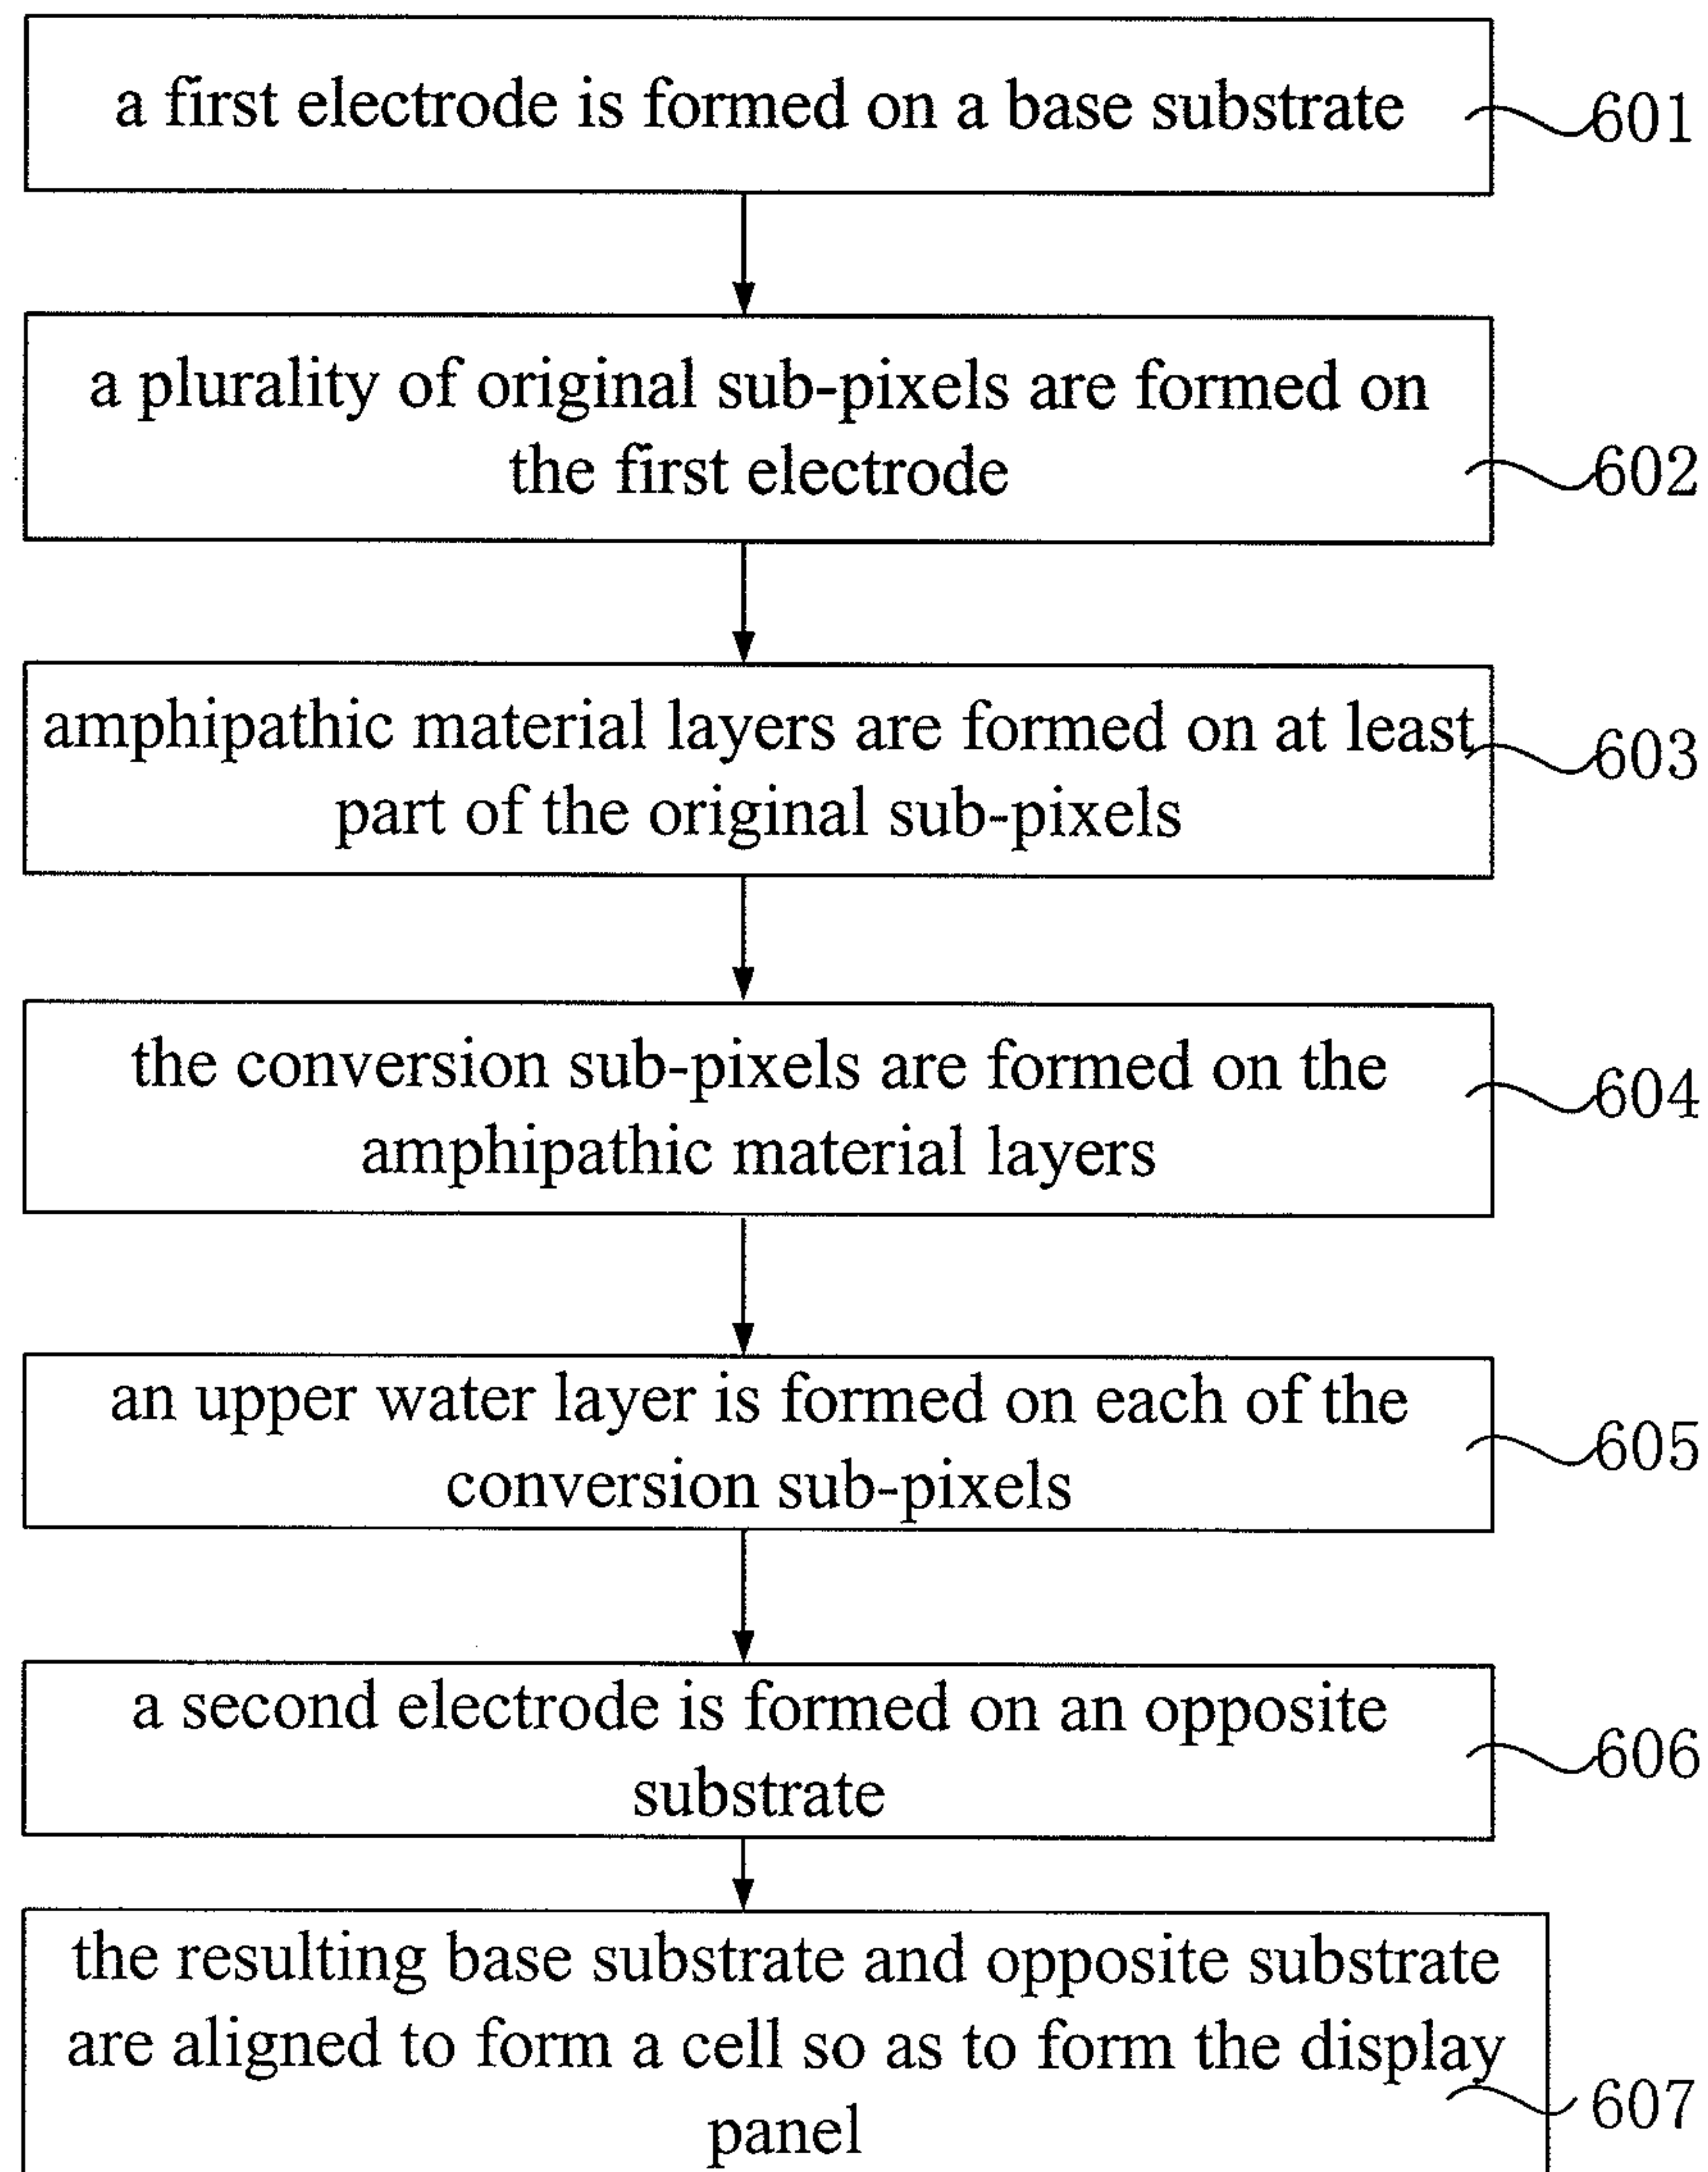 a first electrode is formed on a base substrate
601
a plurality of original sub-pixels are formed on
the first electrode
602
amphipathic material layers are formed on at least
part of the original sub-pixels
603
the conversion sub-pixels are formed on the
amphipathic material layers
604
an upper water layer is formed on each of the
conversion sub-pixels
605
a second electrode is formed on an opposite
substrate
606
the resulting base substrate and opposite substrate
are aligned to form a cell so as to form the display
panel
607